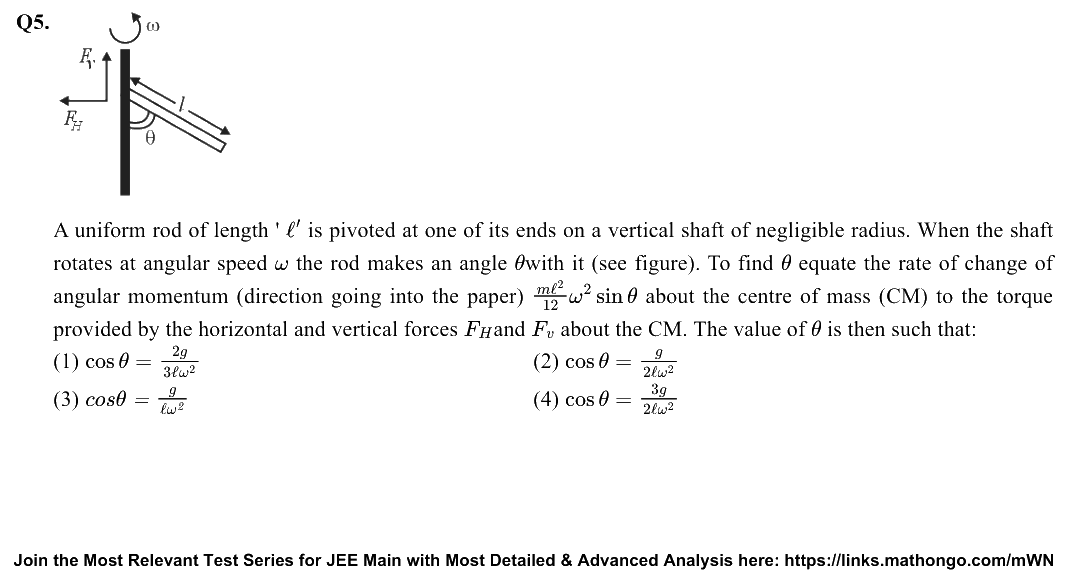 Q5.
ω
F_v
l
F_H
θ
A uniform rod of length ' ℓ' is pivoted at one of its ends on a vertical shaft of negligible radius. When the shaft
rotates at angular speed ω the rod makes an angle θwith it (see figure). To find θ equate the rate of change of
angular momentum (direction going into the paper) mℓ²/12 ω² sin θ about the centre of mass (CM) to the torque
provided by the horizontal and vertical forces F_Hand F_v about the CM. The value of θ is then such that:
(1) cos θ = 2g/3ℓω² (2) cos θ = g/2ℓω²
(3) cosθ = g/ℓω² (4) cos θ = 3g/2ℓω²
Join the Most Relevant Test Series for JEE Main with Most Detailed & Advanced Analysis here: https://links.mathongo.com/mWN